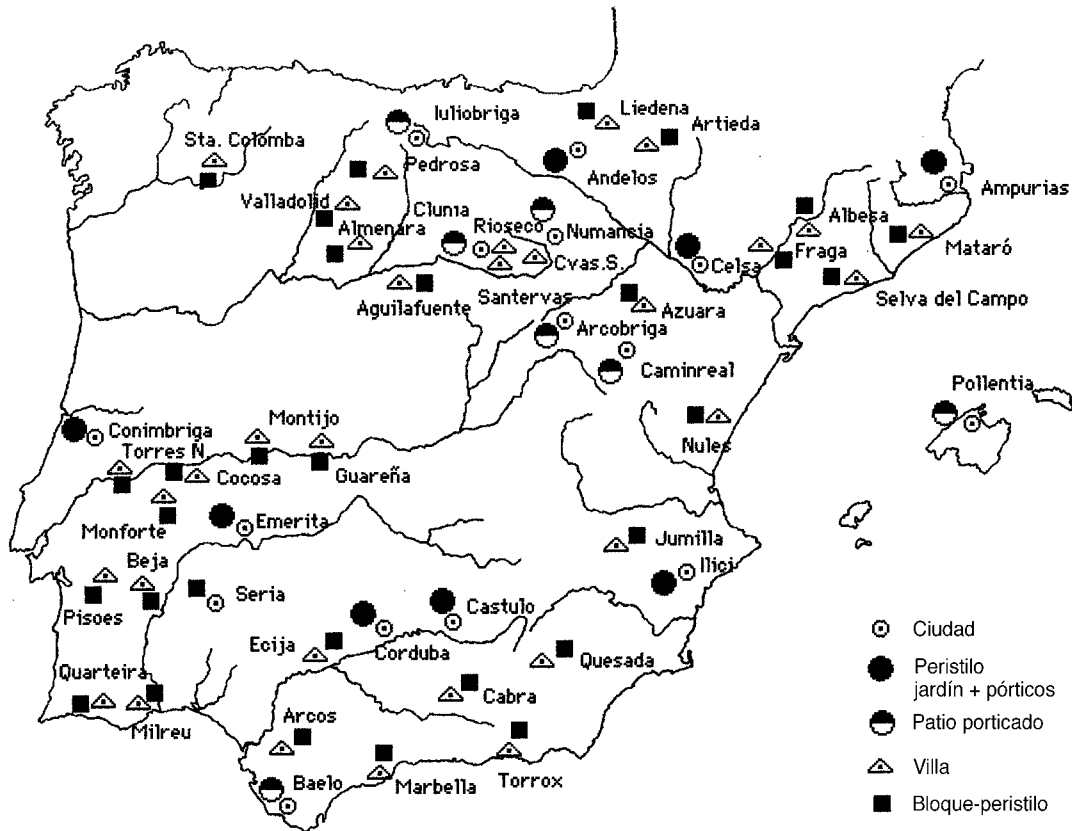 Iuliobriga
Liedena
Artieda
Sta. Colomba
Pedrosa
Andelos
Ampurias
Valladolid
Clunia
Rioseco
Numancia
Albesa
Almenara
Cvas.S.
Celsa
Fraga
Mataró
Aguilafuente
Santervas
Azuara
Selva del Campo
Arcobriga
Caminreal
Pollentia
Conimbriga
Montijo
Nules
Torres N
Cocosa
Guareña
Monforte
Emerita
Jumilla
Ilici
Beja
Pisoes
Seria
Castulo
Ecija
Corduba
Quesada
Quarteira
Cabra
Milreu
Arcos
Baelo
Marbella
Torrox
Ciudad
Peristilo
jardín + pórticos
Patio porticado
Villa
Bloque-peristilo